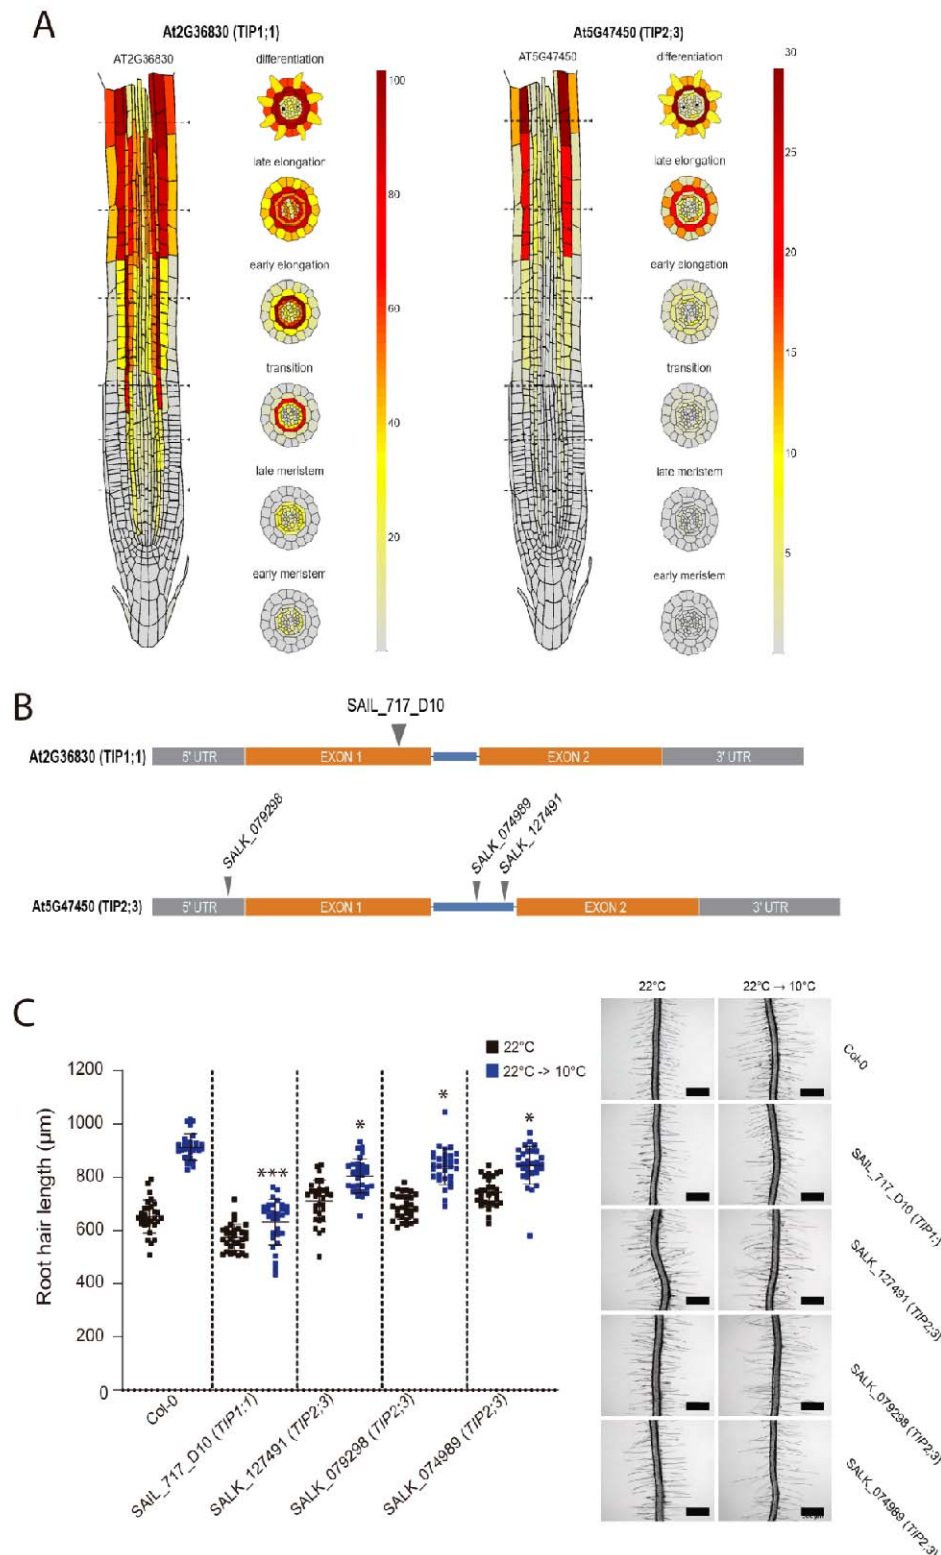 A
At2G36830 (TIP1;1)
AT2G36830
differentiation
late elongation
early elongation
transition
late meristem
early meristem
100
80
60
40
20
At5G47450 (TIP2;3)
AT5G47450
differentiation
late elongation
early elongation
transition
late meristem
early meristem
30
25
20
15
10
5
B
SAIL_717_D10
At2G36830 (TIP1;1)
5' UTR
EXON 1
EXON 2
3' UTR
SALK_079298
SALK_074989
SALK_127491
At5G47450 (TIP2;3)
5' UTR
EXON 1
EXON 2
3' UTR
C
22°C
22°C -> 10°C
Root hair length (µm)
1200
1000
800
600
400
200
0
***
*
*
*
Col-0
SAIL_717_D10 (TIP1;1)
SALK_127491 (TIP2;3)
SALK_079298 (TIP2;3)
SALK_074989 (TIP2;3)
22°C
22°C → 10°C
Col-0
SAIL_717_D10 (TIP1;)
SALK_127491 (TIP2;3)
SALK_079298 (TIP2;3)
SALK_074989 (TIP2;3)